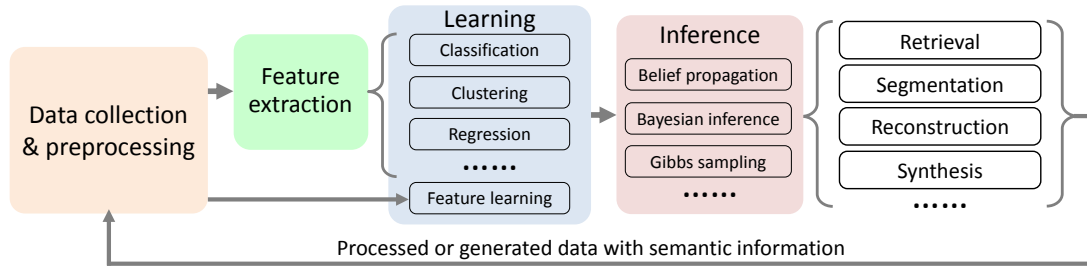 Data collection
& preprocessing
Feature
extraction
Learning
Classification
Clustering
Regression
......
Feature learning
Inference
Belief propagation
Bayesian inference
Gibbs sampling
......
Retrieval
Segmentation
Reconstruction
Synthesis
......
Processed or generated data with semantic information